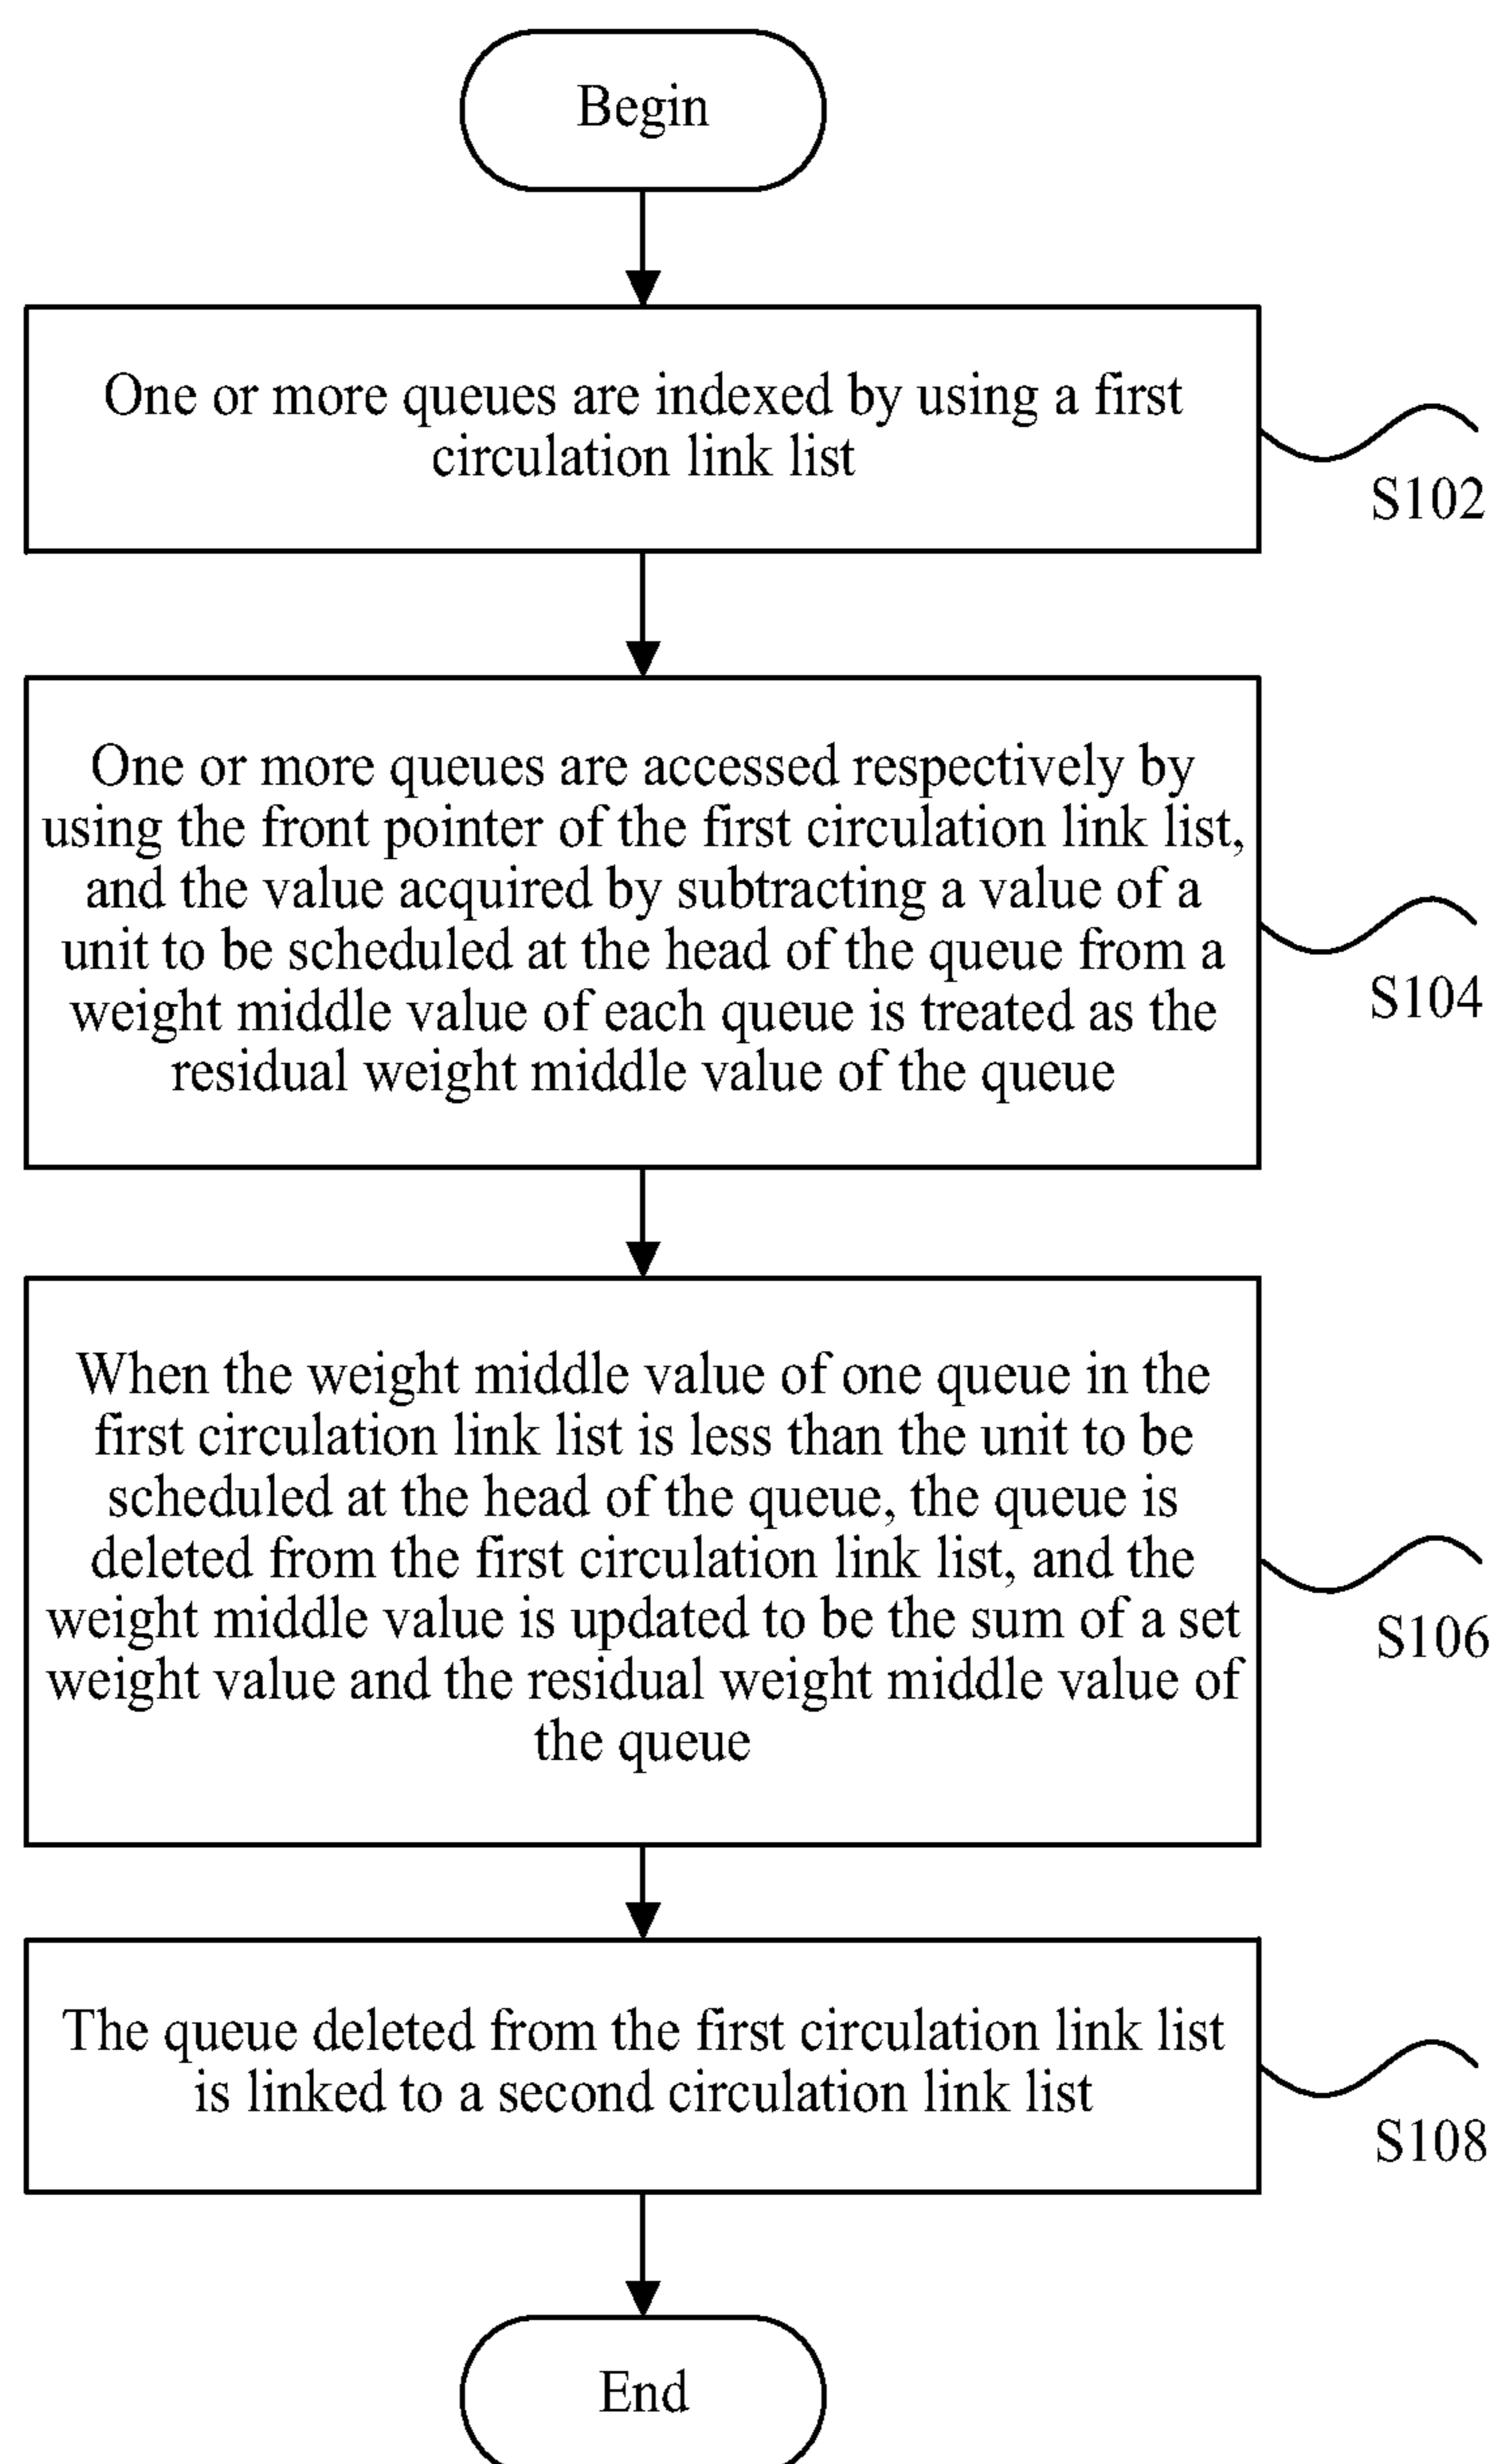 Begin
One or more queues are indexed by using a first
circulation link list
S102
One or more queues are accessed respectively by
using the front pointer of the first circulation link list,
and the value acquired by subtracting a value of a
unit to be scheduled at the head of the queue from a
weight middle value of each queue is treated as the
residual weight middle value of the queue
S104
When the weight middle value of one queue in the
first circulation link list is less than the unit to be
scheduled at the head of the queue, the queue is
deleted from the first circulation link list, and the
weight middle value is updated to be the sum of a set
weight value and the residual weight middle value of
the queue
S106
The queue deleted from the first circulation link list
is linked to a second circulation link list
S108
End